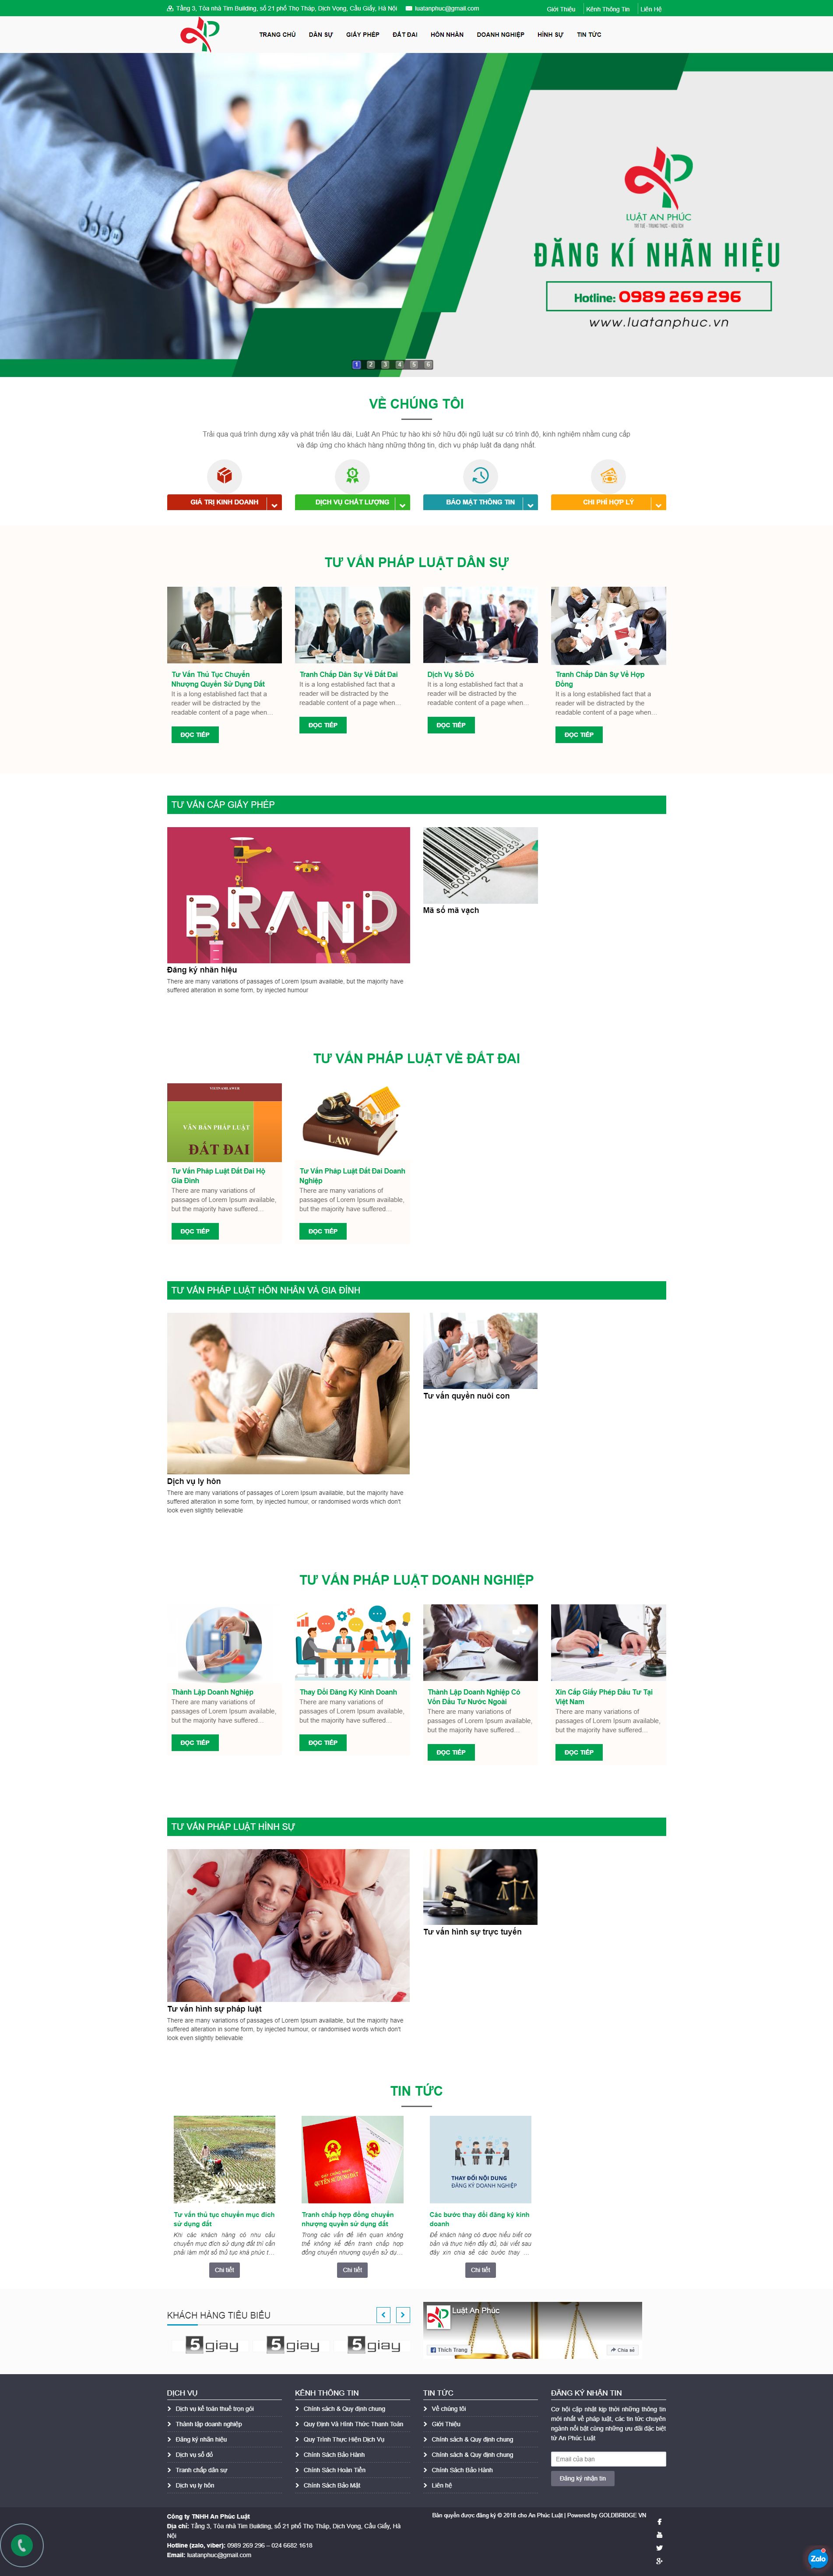 Tầng 3, Tòa nhà Tim Building, số 21 phố Thọ Tháp, Dịch Vọng, Cầu Giấy, Hà Nội luatanphuc@gmail.com Giới Thiệu Kênh Thông Tin Liên Hệ
TRANG CHỦ DÂN SỰ GIẤY PHÉP ĐẤT ĐAI HÔN NHÂN DOANH NGHIỆP HÌNH SỰ TIN TỨC
LUẬT AN PHÚC
ĐĂNG KÍ NHÃN HIỆU
Hotline: 0989 269 296
www.luatanphuc.vn
1 2 3 4 5 6
VỀ CHÚNG TÔI
Trải qua quá trình dựng xây và phát triển lâu dài, Luật An Phúc tự hào khi sở hữu đội ngũ luật sư có trình độ, kinh nghiệm nhằm cung cấp
và đáp ứng cho khách hàng những thông tin, dịch vụ pháp luật đa dạng nhất.
GIÁ TRỊ KINH DOANH DỊCH VỤ CHẤT LƯỢNG BẢO MẬT THÔNG TIN CHI PHÍ HỢP LÝ
TƯ VẤN PHÁP LUẬT DÂN SỰ
Tư Vấn Thủ Tục Chuyển
Nhượng Quyền Sử Dụng Đất
It is a long established fact that a
reader will be distracted by the
readable content of a page when…
ĐỌC TIẾP
Tranh Chấp Dân Sự Về Đất Đai
It is a long established fact that a
reader will be distracted by the
readable content of a page when…
ĐỌC TIẾP
Dịch Vụ Sổ Đỏ
It is a long established fact that a
reader will be distracted by the
readable content of a page when…
ĐỌC TIẾP
Tranh Chấp Dân Sự Về Hợp
Đồng
It is a long established fact that a
reader will be distracted by the
readable content of a page when…
ĐỌC TIẾP
TƯ VẤN CẤP GIẤY PHÉP
BRAND
Đăng ký nhãn hiệu
There are many variations of passages of Lorem Ipsum available, but the majority have
suffered alteration in some form, by injected humour
Mã số mã vạch
TƯ VẤN PHÁP LUẬT VỀ ĐẤT ĐAI
VĂN BẢN PHÁP LUẬT
ĐẤT ĐAI
Tư Vấn Pháp Luật Đất Đai Hộ
Gia Đình
There are many variations of
passages of Lorem Ipsum available,
but the majority have suffered…
ĐỌC TIẾP
LAW
Tư Vấn Pháp Luật Đất Đai Doanh
Nghiệp
There are many variations of
passages of Lorem Ipsum available,
but the majority have suffered…
ĐỌC TIẾP
TƯ VẤN PHÁP LUẬT HÔN NHÂN VÀ GIA ĐÌNH
Dịch vụ ly hôn
There are many variations of passages of Lorem Ipsum available, but the majority have
suffered alteration in some form, by injected humour, or randomised words which don't
look even slightly believable
Tư vấn quyền nuôi con
TƯ VẤN PHÁP LUẬT DOANH NGHIỆP
Thành Lập Doanh Nghiệp
There are many variations of
passages of Lorem Ipsum available,
but the majority have suffered…
ĐỌC TIẾP
Thay Đổi Đăng Ký Kinh Doanh
There are many variations of
passages of Lorem Ipsum available,
but the majority have suffered…
ĐỌC TIẾP
Thành Lập Doanh Nghiệp Có
Vốn Đầu Tư Nước Ngoài
There are many variations of
passages of Lorem Ipsum available,
but the majority have suffered…
ĐỌC TIẾP
Xin Cấp Giấy Phép Đầu Tư Tại
Việt Nam
There are many variations of
passages of Lorem Ipsum available,
but the majority have suffered…
ĐỌC TIẾP
TƯ VẤN PHÁP LUẬT HÌNH SỰ
Tư vấn hình sự pháp luật
There are many variations of passages of Lorem Ipsum available, but the majority have
suffered alteration in some form, by injected humour, or randomised words which don't
look even slightly believable
Tư vấn hình sự trực tuyến
TIN TỨC
Tư vấn thủ tục chuyển mục đích
sử dụng đất
Khi các khách hàng có nhu cầu
chuyển mục đích sử dụng đất thì cần
phải làm một số thủ tục khá phức t…
Chi tiết
QUYỀN SỬ DỤNG ĐẤT
Tranh chấp hợp đồng chuyển
nhượng quyền sử dụng đất
Trong các vấn đề liên quan không
thể không kể đến tranh chấp hợp
đồng chuyển nhượng quyền sử dụ…
Chi tiết
THAY ĐỔI NỘI DUNG
ĐĂNG KÝ DOANH NGHIỆP
Các bước thay đổi đăng ký kinh
doanh
Để khách hàng có được hiểu biết cơ
bản và thực hiện đầy đủ, bài viết sau
đây xin chia sẻ các bước thay …
Chi tiết
KHÁCH HÀNG TIÊU BIỂU
5giay 5giay 5giay
Luật An Phúc
Thích Trang Chia sẻ
DỊCH VỤ
Dịch vụ kế toán thuế trọn gói
Thành lập doanh nghiệp
Đăng ký nhãn hiệu
Dịch vụ sổ đỏ
Tranh chấp dân sự
Dịch vụ ly hôn
KÊNH THÔNG TIN
Chính sách & Quy định chung
Quy Định Và Hình Thức Thanh Toán
Quy Trình Thực Hiện Dịch Vụ
Chính Sách Bảo Hành
Chính Sách Hoàn Tiền
Chính Sách Bảo Mật
TIN TỨC
Về chúng tôi
Giới Thiệu
Chính sách & Quy định chung
Chính sách & Quy định chung
Chính Sách Bảo Hành
Liên hệ
ĐĂNG KÝ NHẬN TIN
Cơ hội cập nhật kịp thời những thông tin
mới nhất về pháp luật, các tin tức chuyên
ngành nổi bật cùng những ưu đãi đặc biệt
từ An Phúc Luật
Email của bạn
Đăng ký nhận tin
Công ty TNHH An Phúc Luật
Địa chỉ: Tầng 3, Tòa nhà Tim Building, số 21 phố Thọ Tháp, Dịch Vọng, Cầu Giấy, Hà
Nội
Hotline (zalo, viber): 0989 269 296 – 024 6682 1618
Email: luatanphuc@gmail.com
Bản quyền được đăng ký © 2018 cho An Phúc Luật | Powered by GOLDBRIDGE VN
Zalo